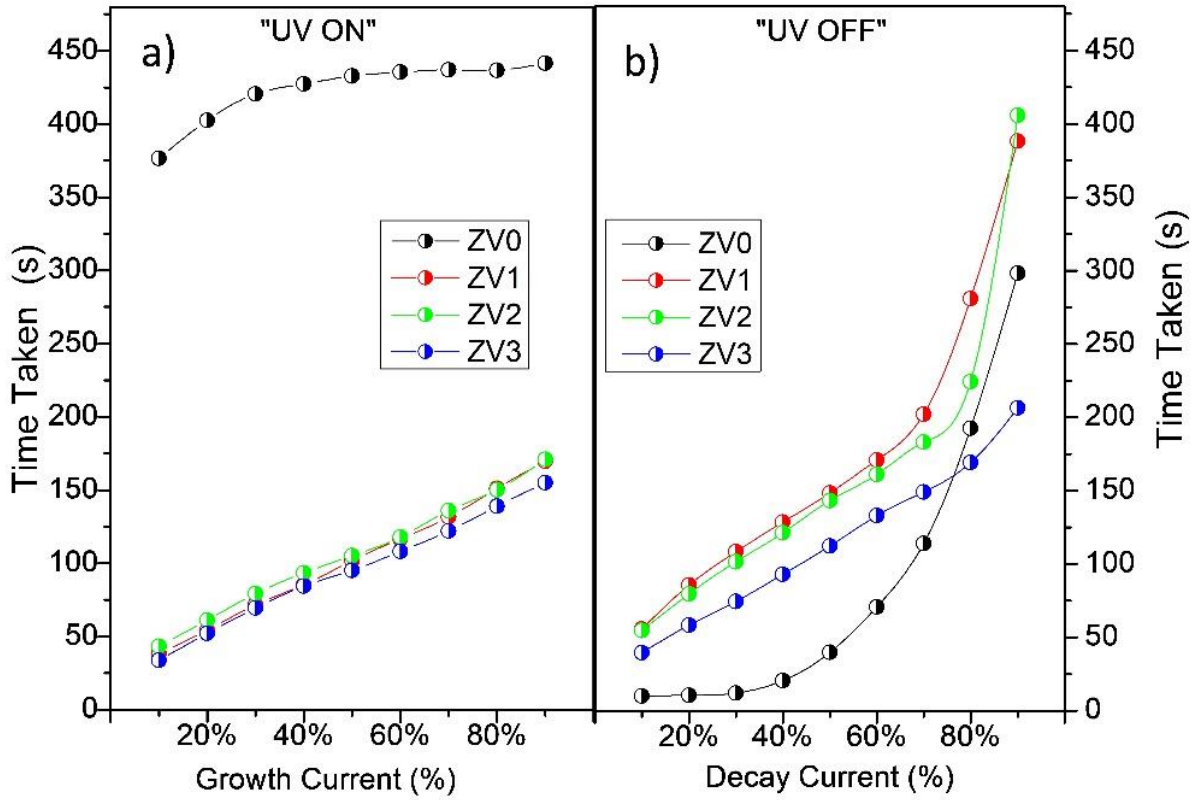 "UV ON"
a)
450
400
350
300
250
200
150
100
50
0
Time Taken (s)
ZV0
ZV1
ZV2
ZV3
20%
40%
60%
80%
Growth Current (%)
"UV OFF"
b)
ZV0
ZV1
ZV2
ZV3
450
400
350
300
250
200
150
100
50
0
Time Taken (s)
20%
40%
60%
80%
Decay Current (%)